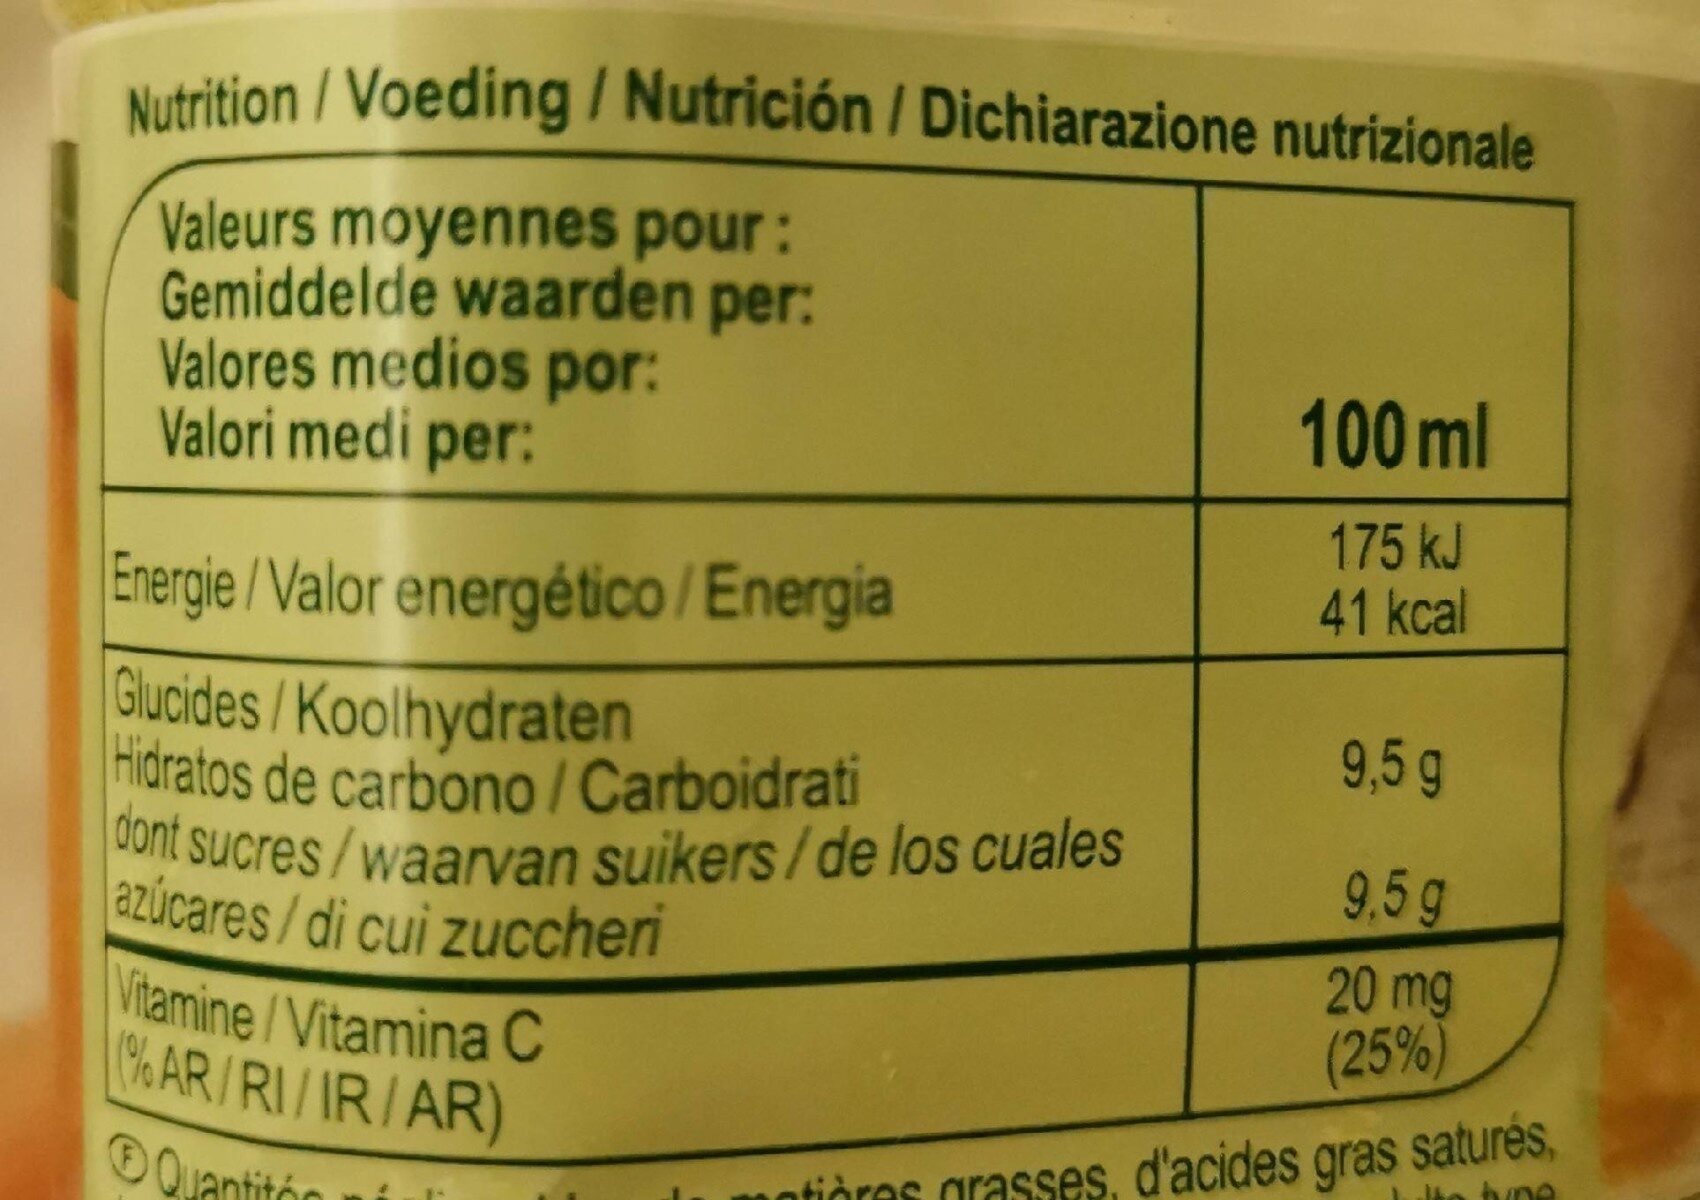 Nutrition / Voeding / Nutrición / Dichiarazione nutrizionale
Valeurs moyennes pour :
Gemiddelde waarden per:
Valores medios por:
Valori medi per:
100 ml
Energie / Valor energético / Energia
175 kJ
41 kcal
Glucides / Koolhydraten
Hidratos de carbono / Carboidrati
9,5 g
dont sucres / waarvan suikers / de los cuales
azúcares / di cui zuccheri
9,5 g
Vitamine / Vitamina C
(% AR / RI / IR / AR)
20 mg
(25%)
F Quantités matières grasses, d'acides gras saturés,